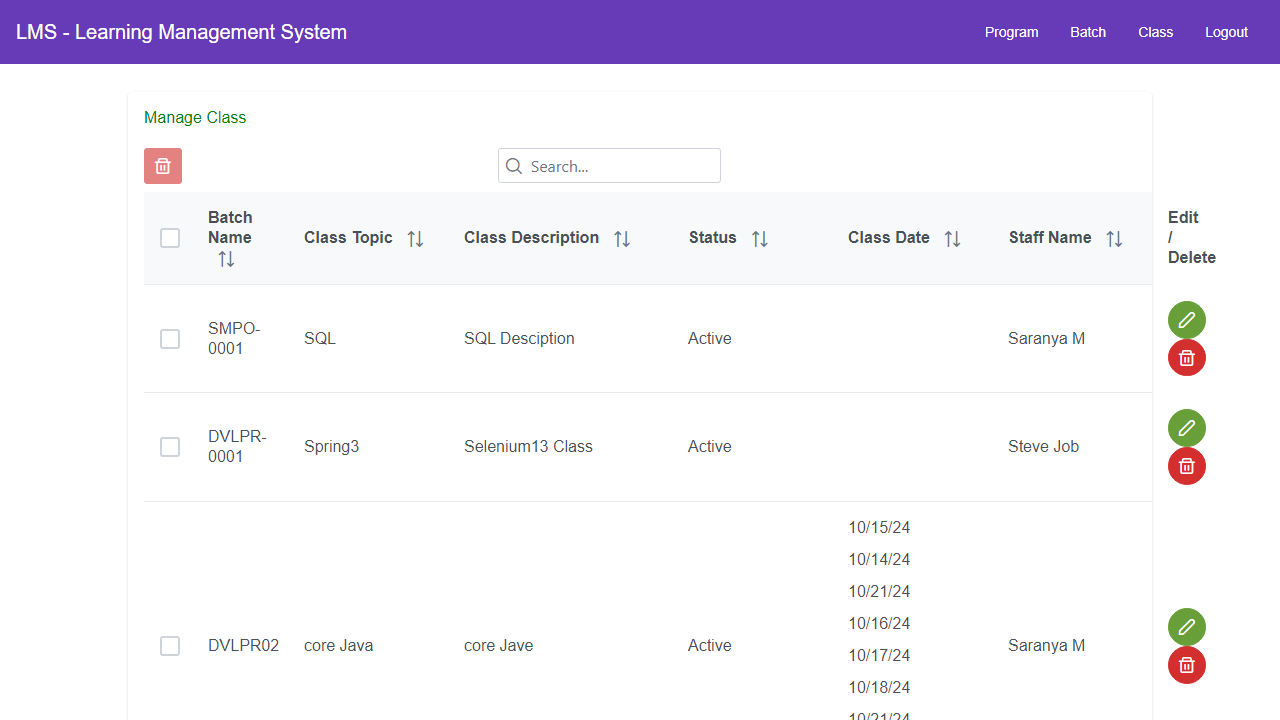 LMS - Learning Management System
Program
Batch
Class
Logout
Manage Class
Search...
Batch
Name
Class Topic
Class Description
Status
Class Date
Staff Name
Edit
/
Delete
SMPO-
0001
SQL
SQL Desciption
Active
Saranya M
DVLPR-
0001
Spring3
Selenium13 Class
Active
Steve Job
DVLPR02
core Java
core Jave
Active
10/15/24
10/14/24
10/21/24
10/16/24
10/17/24
10/18/24
10/21/24
Saranya M